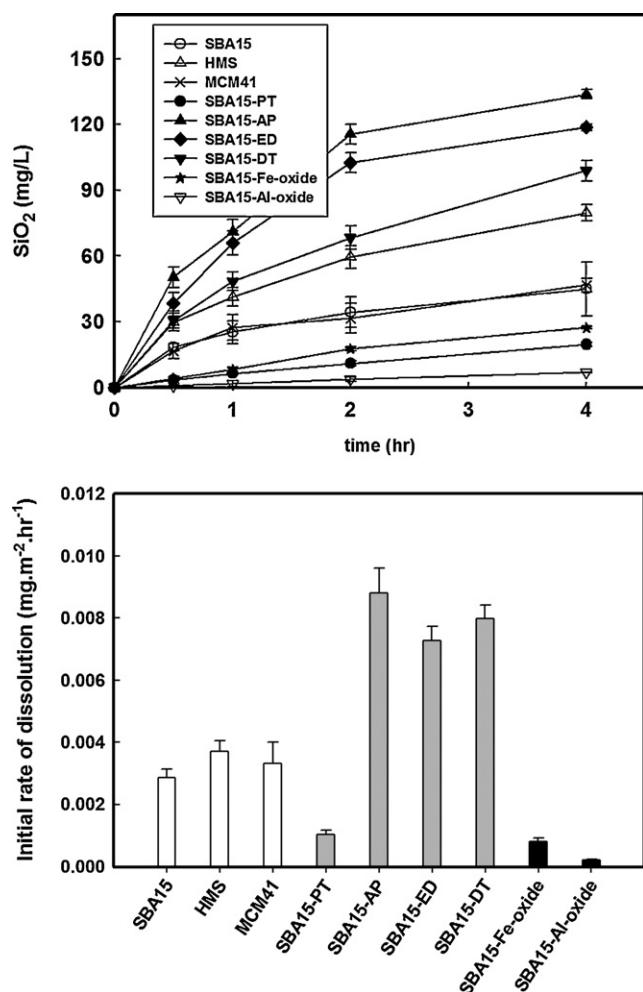 150
120
90
60
30
0
SiO2 (mg/L)
SBA15
HMS
MCM41
SBA15-PT
SBA15-AP
SBA15-ED
SBA15-DT
SBA15-Fe-oxide
SBA15-Al-oxide
0 1 2 3 4
time (hr)
0.012
0.010
0.008
0.006
0.004
0.002
0.000
Initial rate of dissolution (mg.m-2.hr-1)
SBA15
HMS
MCM41
SBA15-PT
SBA15-AP
SBA15-ED
SBA15-DT
SBA15-Fe-oxide
SBA15-Al-oxide